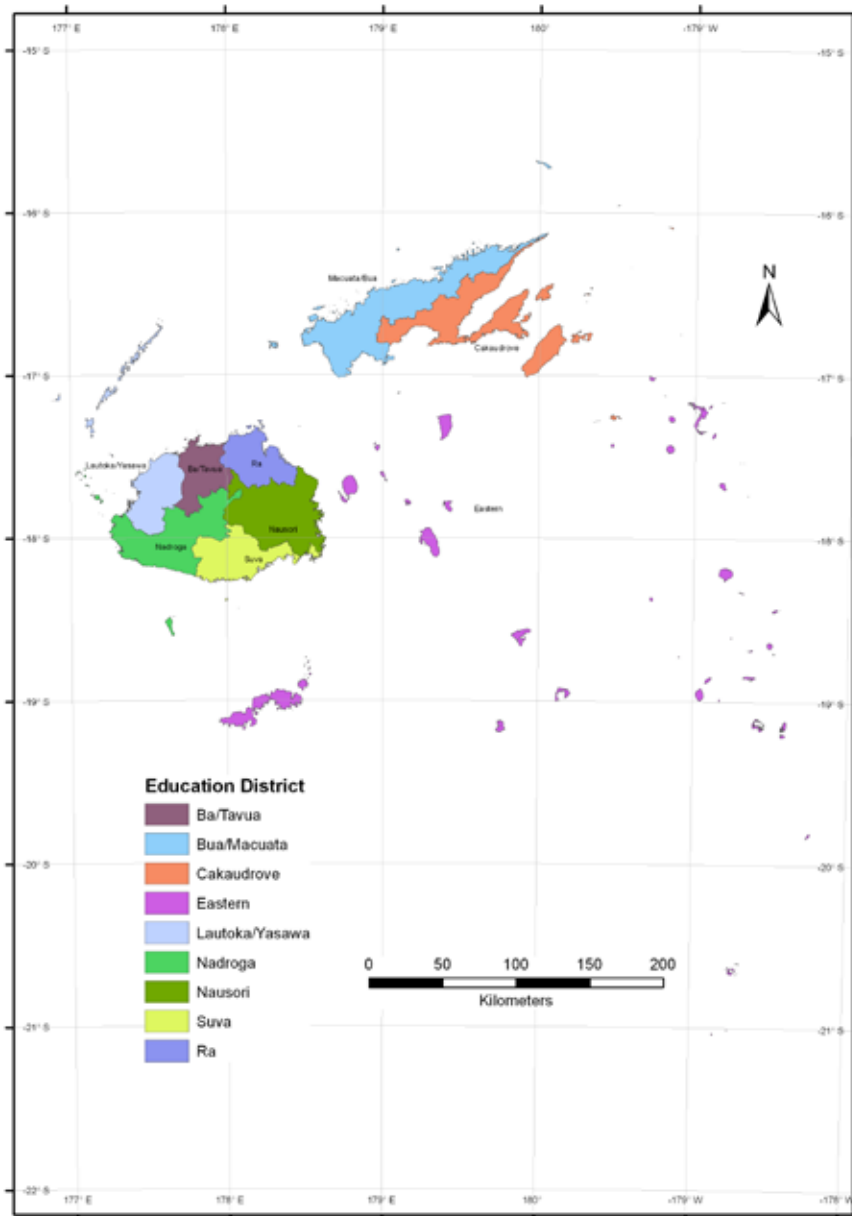 177° E 178° E 179° E 180° -179° W
-15° S -15° S
-16° S -16° S
N
Macuata/Bua
Cakaudrove
-17° S -17° S
Lautoka/Yasawa
Ba/Tavua
Ra
Eastern
Nausori
-18° S -18° S
Nadroga
Suva
-19° S -19° S
Education District
Ba/Tavua
Bua/Macuata
-20° S -20° S
Cakaudrove
Eastern
Lautoka/Yasawa
Nadroga
0 50 100 150 200
Kilometers
Nausori
Suva
-21° S -21° S
Ra
-22° S -22° S
177° E 178° E 179° E 180° -179° W -178° W